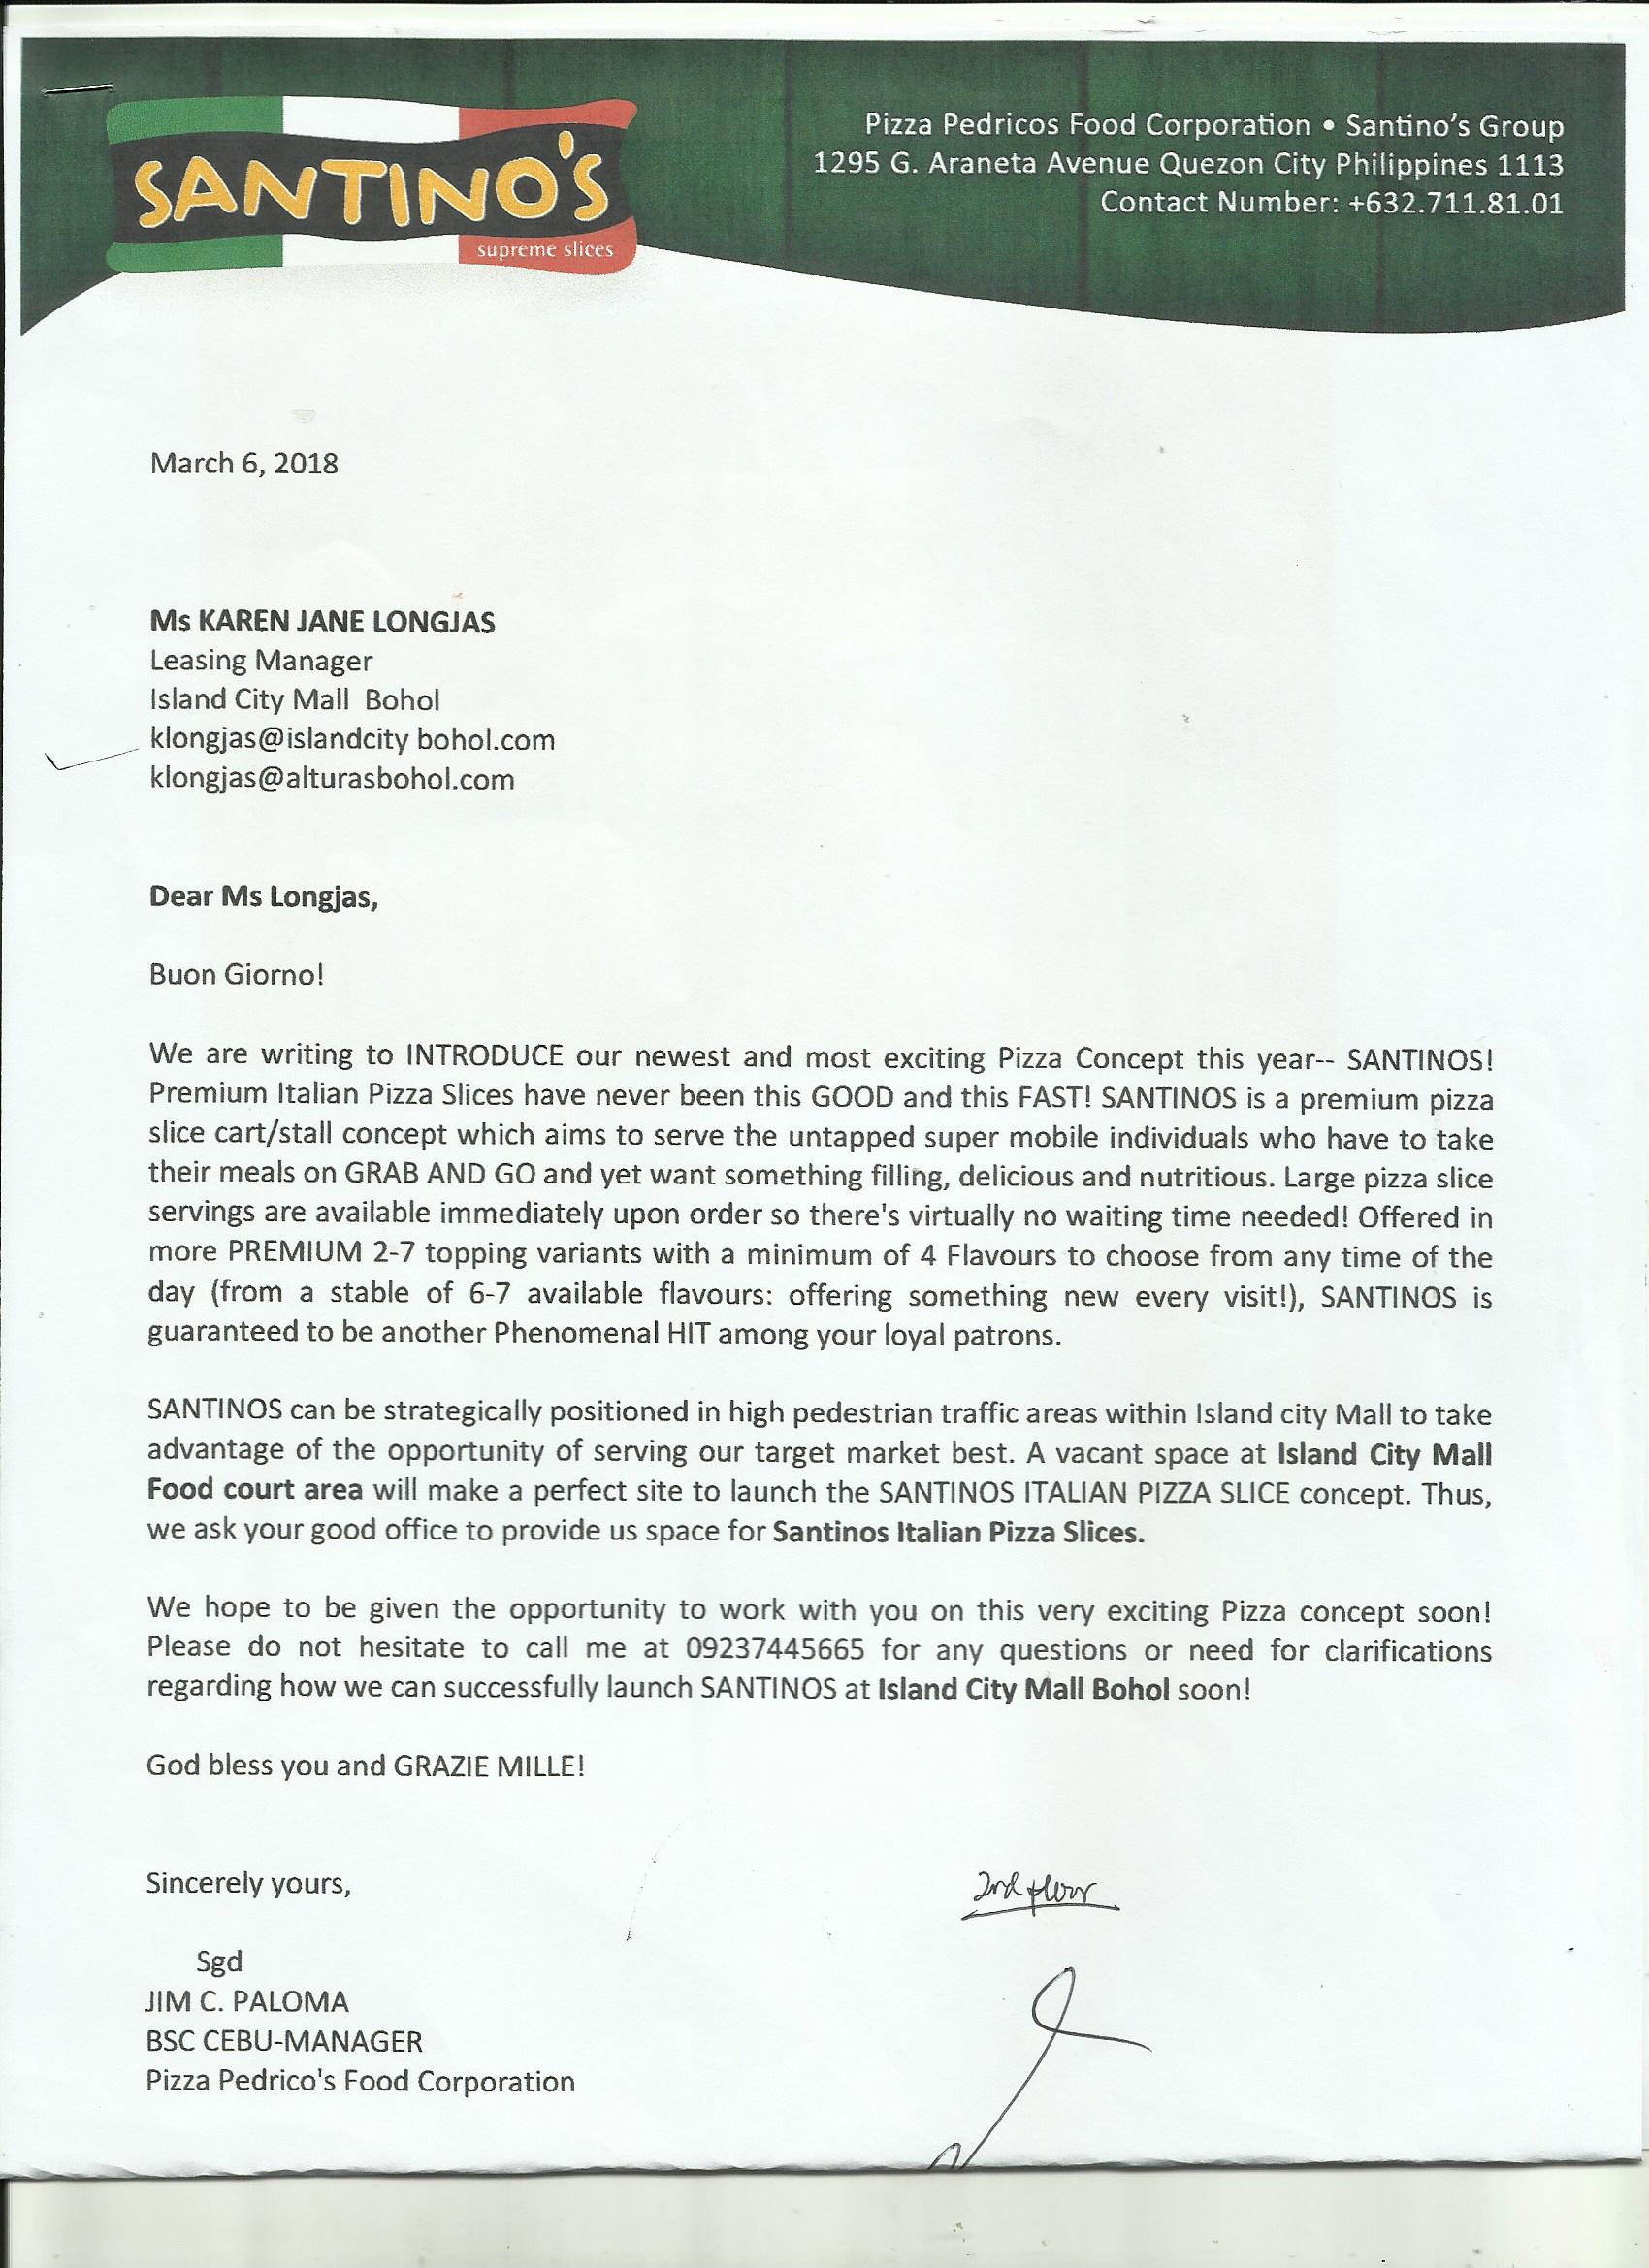 SANTINO'S
supreme slices
Pizza Pedricos Food Corporation • Santino's Group
1295 G. Araneta Avenue Quezon City Philippines 1113
Contact Number: +632.711.81.01
March 6, 2018
Ms KAREN JANE LONGJAS
Leasing Manager
Island City Mall  Bohol
klongjas@islandcity bohol.com
klongjas@alturasbohol.com
Dear Ms Longjas,
Buon Giorno!
We are writing to INTRODUCE our newest and most exciting Pizza Concept this year-- SANTINOS!
Premium Italian Pizza Slices have never been this GOOD and this FAST! SANTINOS is a premium pizza
slice cart/stall concept which aims to serve the untapped super mobile individuals who have to take
their meals on GRAB AND GO and yet want something filling, delicious and nutritious. Large pizza slice
servings are available immediately upon order so there's virtually no waiting time needed! Offered in
more PREMIUM 2-7 topping variants with a minimum of 4 Flavours to choose from any time of the
day (from a stable of 6-7 available flavours: offering something new every visit!), SANTINOS is
guaranteed to be another Phenomenal HIT among your loyal patrons.
SANTINOS can be strategically positioned in high pedestrian traffic areas within Island city Mall to take
advantage of the opportunity of serving our target market best. A vacant space at Island City Mall
Food court area will make a perfect site to launch the SANTINOS ITALIAN PIZZA SLICE concept. Thus,
we ask your good office to provide us space for Santinos Italian Pizza Slices.
We hope to be given the opportunity to work with you on this very exciting Pizza concept soon!
Please do not hesitate to call me at 09237445665 for any questions or need for clarifications
regarding how we can successfully launch SANTINOS at Island City Mall Bohol soon!
God bless you and GRAZIE MILLE!
Sincerely yours,
2nd floor
Sgd
JIM C. PALOMA
BSC CEBU-MANAGER
Pizza Pedrico's Food Corporation